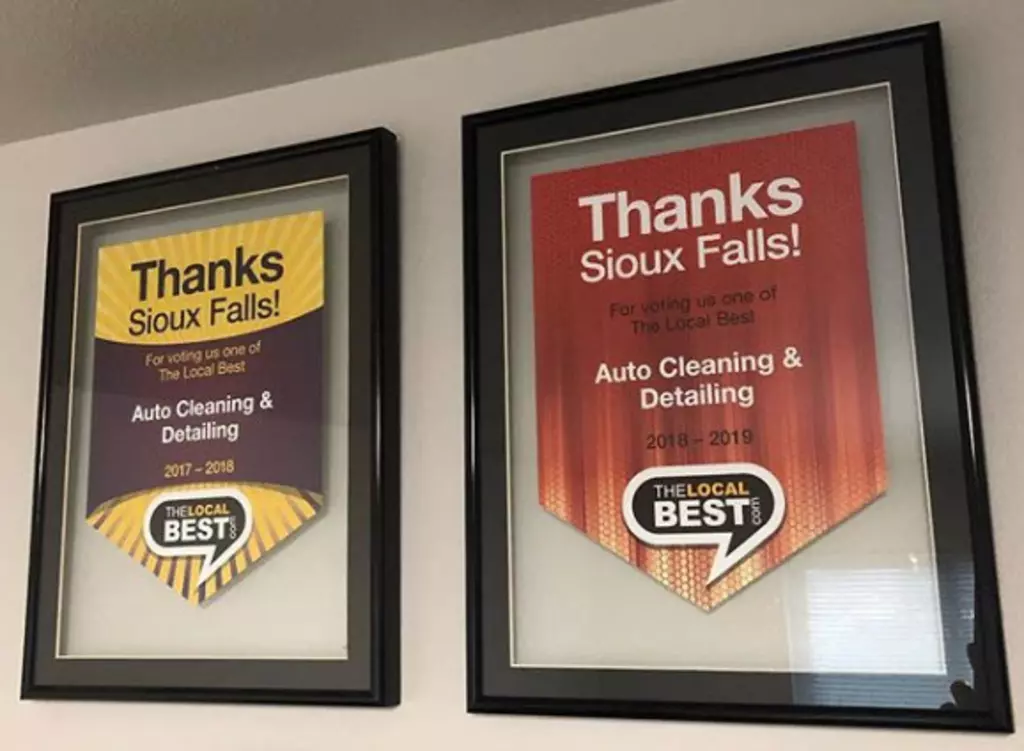 Thanks
Sioux Falls!
For voting us one of
The Local Best
Auto Cleaning &
Detailing
2017 – 2018
THELOCAL
BEST.com
Thanks
Sioux Falls!
For voting us one of
The Local Best
Auto Cleaning &
Detailing
2018 – 2019
THELOCAL
BEST.com